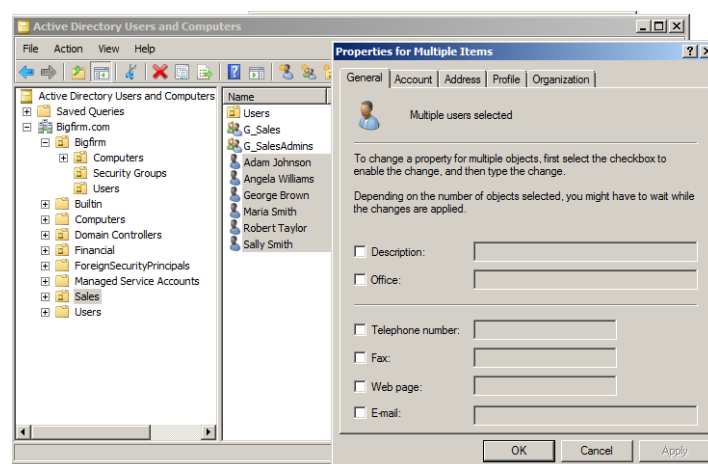 Active Directory Users and Computers
File Action View Help
Active Directory Users and Computers
Saved Queries
Bigfirm.com
Bigfirm
Computers
Security Groups
Users
Builtin
Computers
Domain Controllers
Financial
ForeignSecurityPrincipals
Managed Service Accounts
Sales
Users
Name
Users
G_Sales
G_SalesAdmins
Adam Johnson
Angela Williams
George Brown
Maria Smith
Robert Taylor
Sally Smith
Properties for Multiple Items
General Account Address Profile Organization
Multiple users selected
To change a property for multiple objects, first select the checkbox to
enable the change, and then type the change.
Depending on the number of objects selected, you might have to wait while
the changes are applied.
Description:
Office:
Telephone number:
Fax:
Web page:
E-mail:
OK Cancel Apply